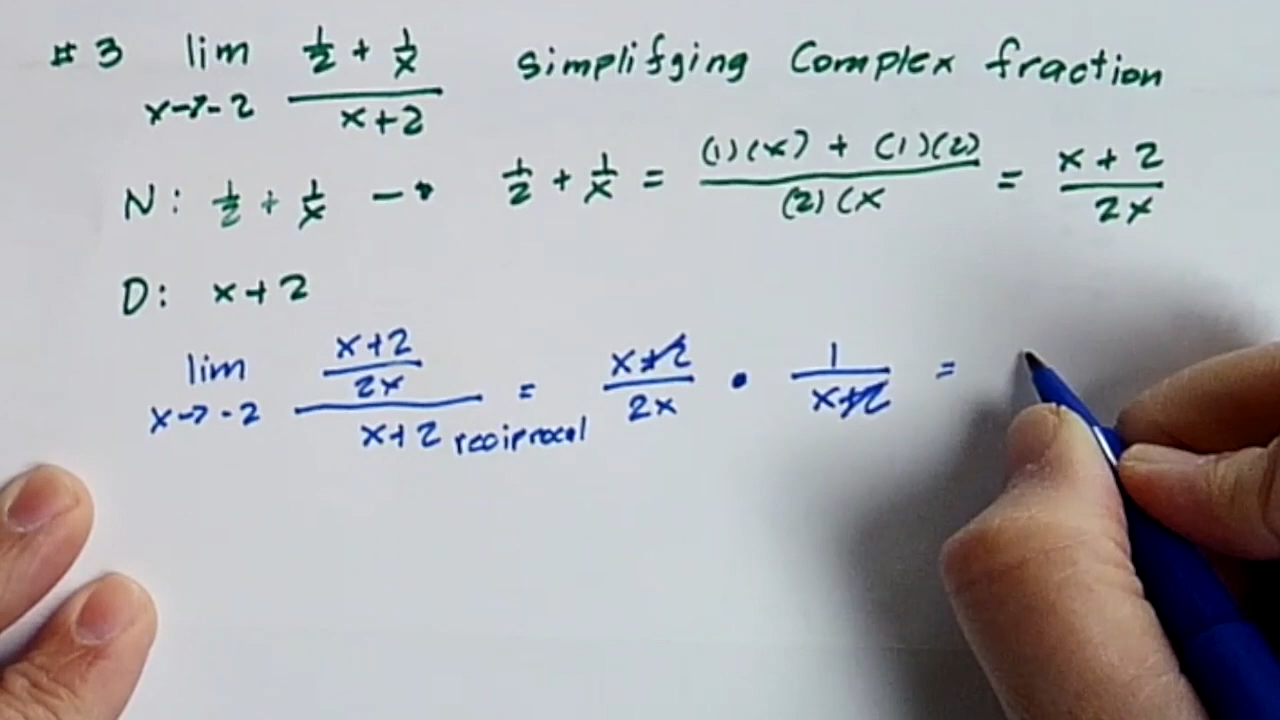 #3 lim x→-2 (1/2 + 1/x)/(x+2) simplifging Complex fraction
N: 1/2 + 1/x → 1/2 + 1/x = ((1)(x) + (1)(2))/((2)(x) = (x+2)/(2x)
D: x+2
lim x→-2 ((x+2)/(2x))/(x+2) reciprocal = (x+2)/(2x) • 1/(x+2) =